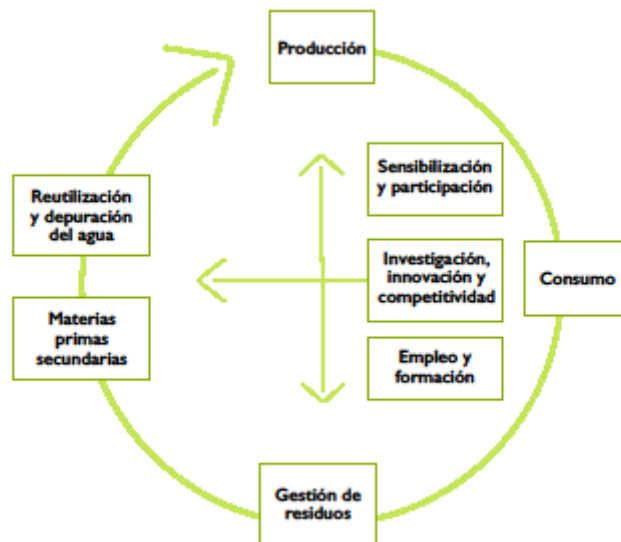 Producción
Sensibilización
y participación
Reutilización
y depuración
del agua
Investigación,
innovación y
competitividad
Consumo
Materias
primas
secundarias
Empleo y
formación
Gestión de
residuos